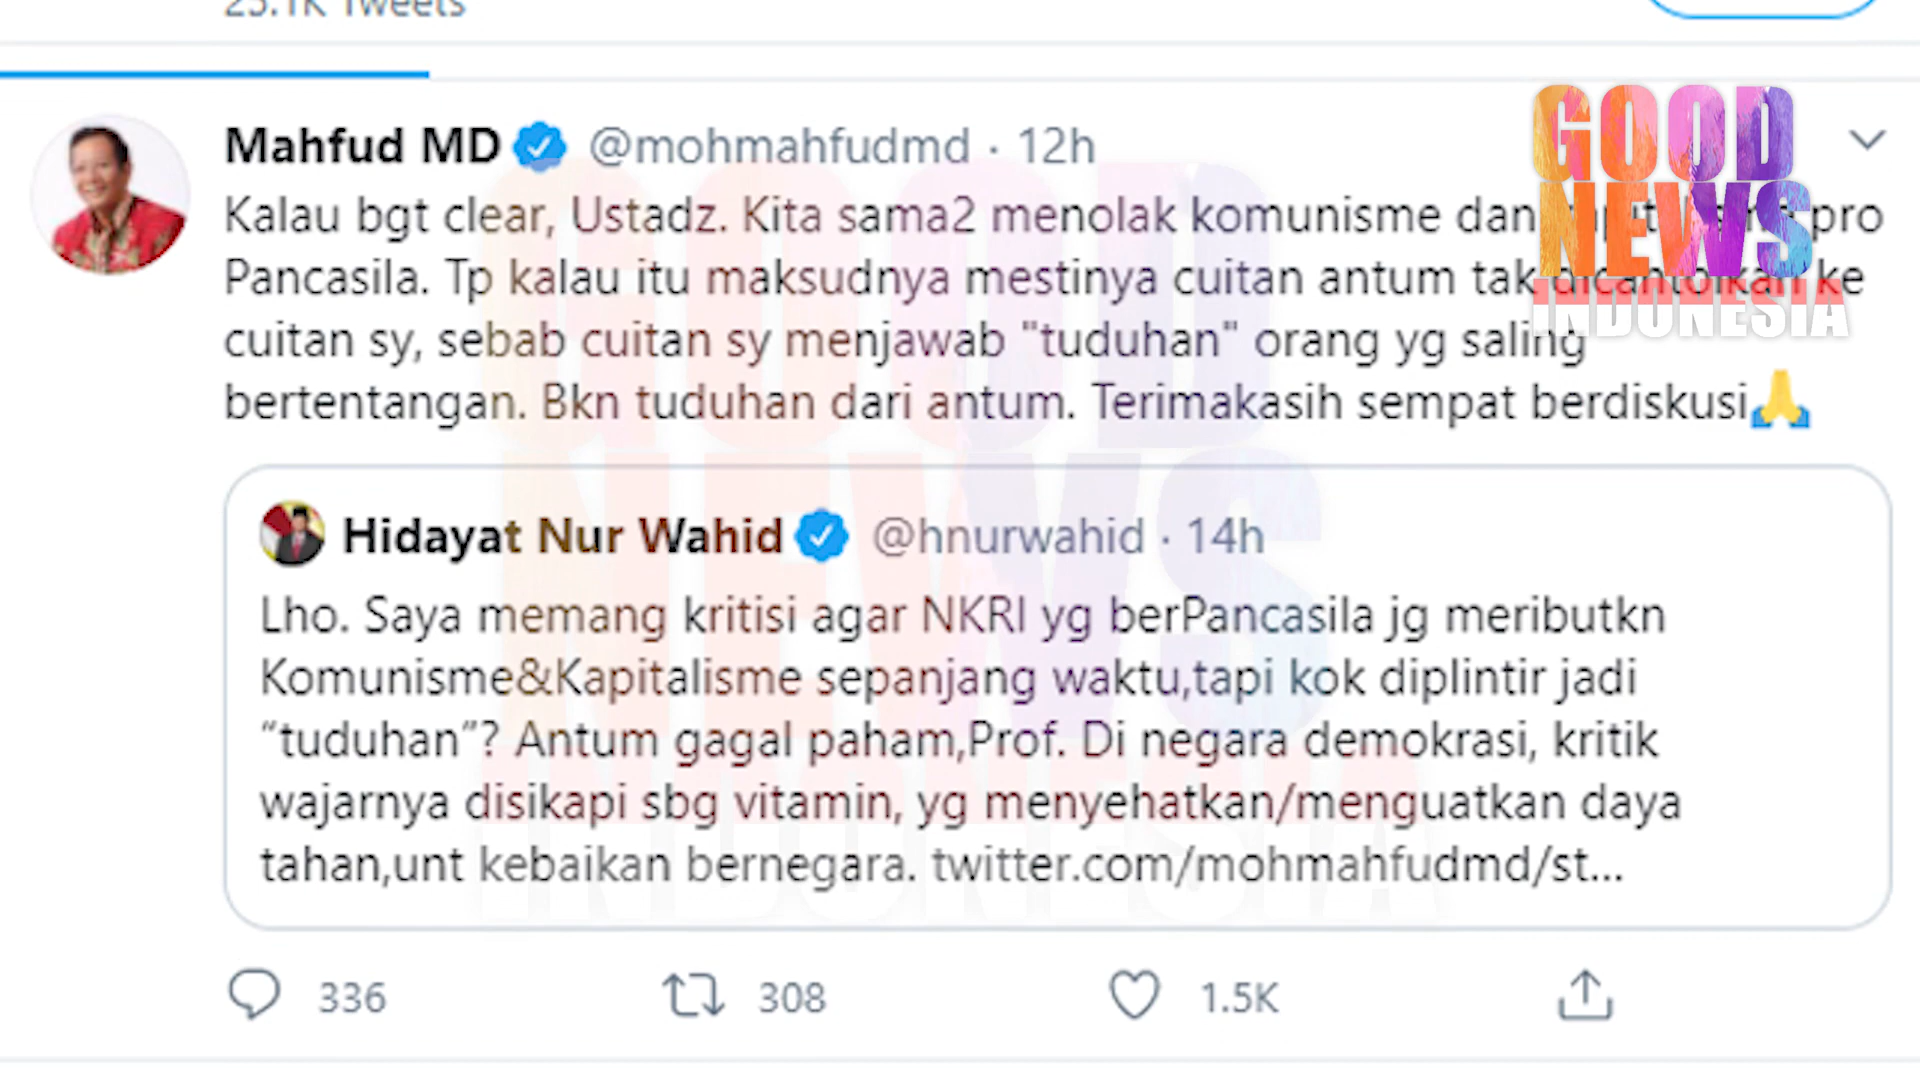 25.1K Tweets
Mahfud MD @mohmahfudmd · 12h
Kalau bgt clear, Ustadz. Kita sama2 menolak komunisme dan pro
Pancasila. Tp kalau itu maksudnya mestinya cuitan antum tak dicantolkan ke
cuitan sy, sebab cuitan sy menjawab "tuduhan" orang yg saling
bertentangan. Bkn tuduhan dari antum. Terimakasih sempat berdiskusi🙏
GOOD
NEWS
INDONESIA
Hidayat Nur Wahid @hnurwahid · 14h
Lho. Saya memang kritisi agar NKRI yg berPancasila jg meributkn
Komunisme&Kapitalisme sepanjang waktu,tapi kok diplintir jadi
“tuduhan”? Antum gagal paham,Prof. Di negara demokrasi, kritik
wajarnya disikapi sbg vitamin, yg menyehatkan/menguatkan daya
tahan,unt kebaikan bernegara. twitter.com/mohmahfudmd/st...
336 308 1.5K